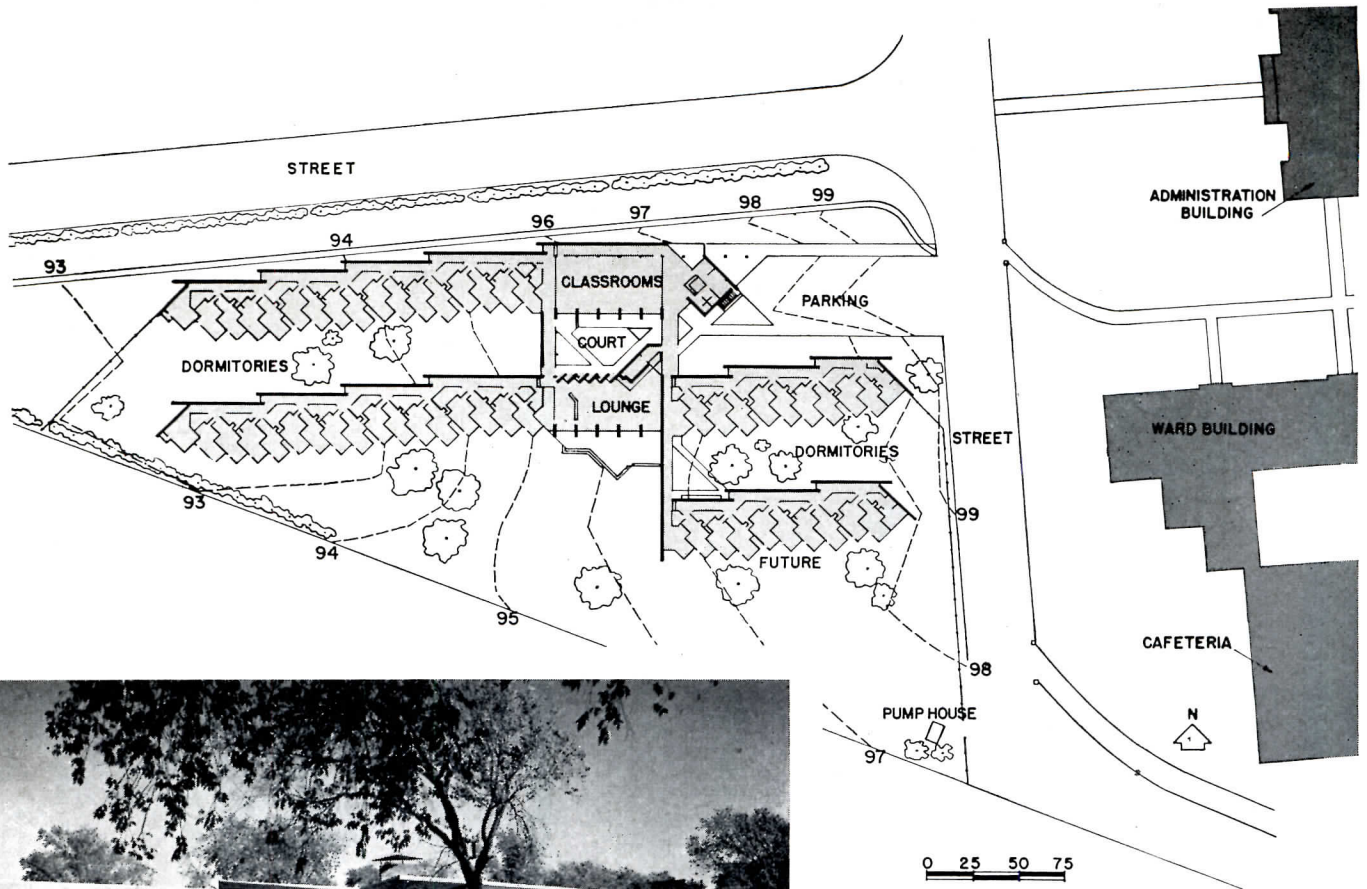 STREET
ADMINISTRATION
BUILDING
99
98
97
96
94
93
CLASSROOMS
PARKING
COURT
DORMITORIES
LOUNGE
WARD BUILDING
STREET
DORMITORIES
93
99
94
FUTURE
95
CAFETERIA
98
PUMP HOUSE
N
97
0 25 50 75